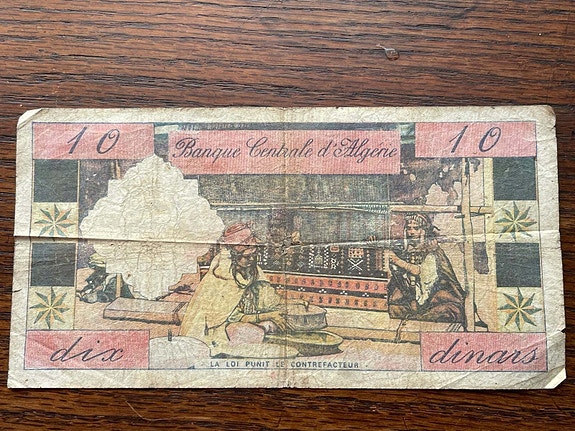 10
Banque Centrale d'Algérie
10
dix
dinars
LA LOI PUNIT LE CONTREFACTEUR